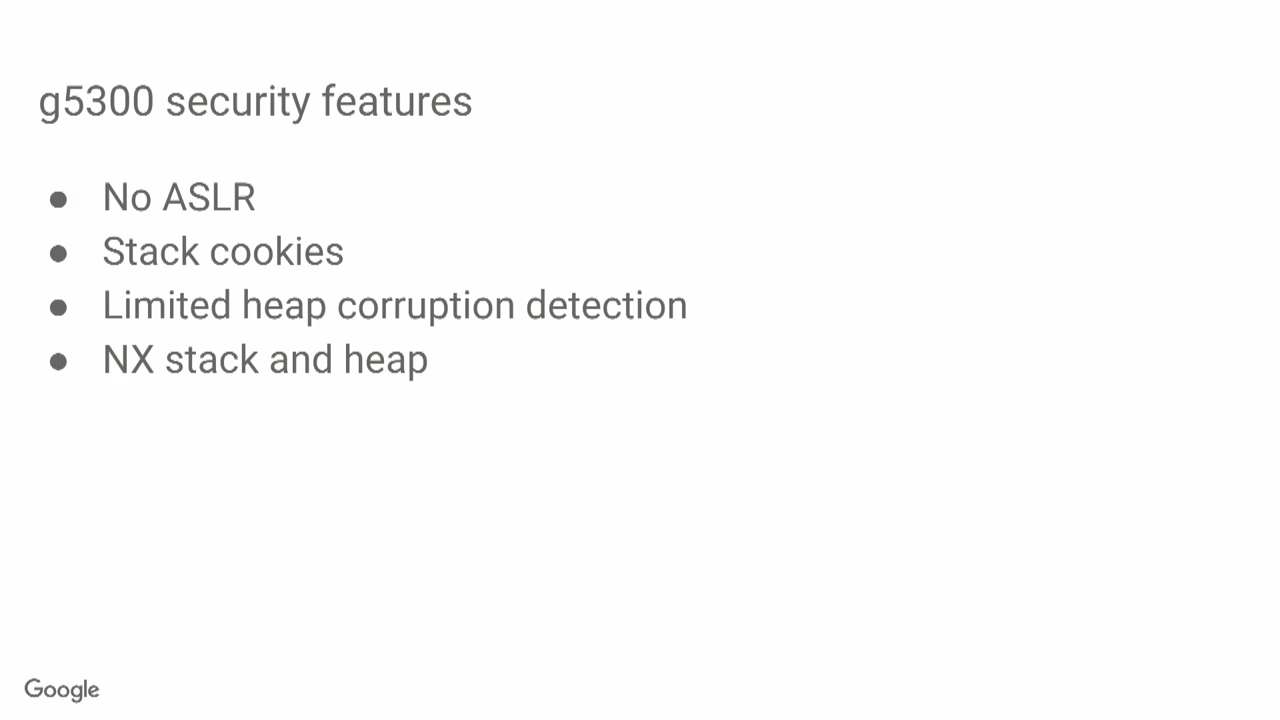 g5300 security features
● No ASLR
● Stack cookies
● Limited heap corruption detection
● NX stack and heap
Google